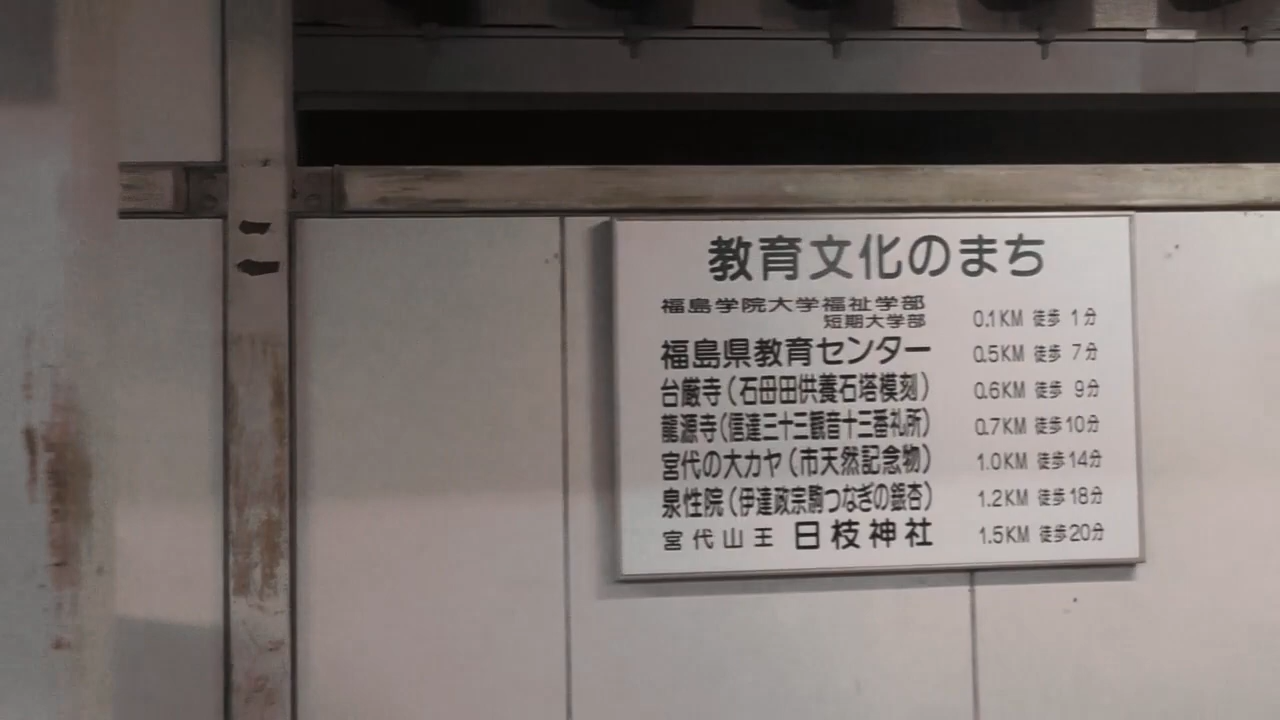 教育文化のまち
福島学院大学福祉学部
短期大学部 0.1KM 徒歩 1分
福島県教育センター 0.5KM 徒歩 7分
台厳寺(石母田供養石塔模刻) 0.6KM 徒歩 9分
龍源寺(信達三十三観音十三番札所) 0.7KM 徒歩10分
宮代の大カヤ(市天然記念物) 1.0KM 徒歩14分
泉性院(伊達政宗駒つなぎの銀杏) 1.2KM 徒歩18分
宮代山王 日枝神社 1.5KM 徒歩20分